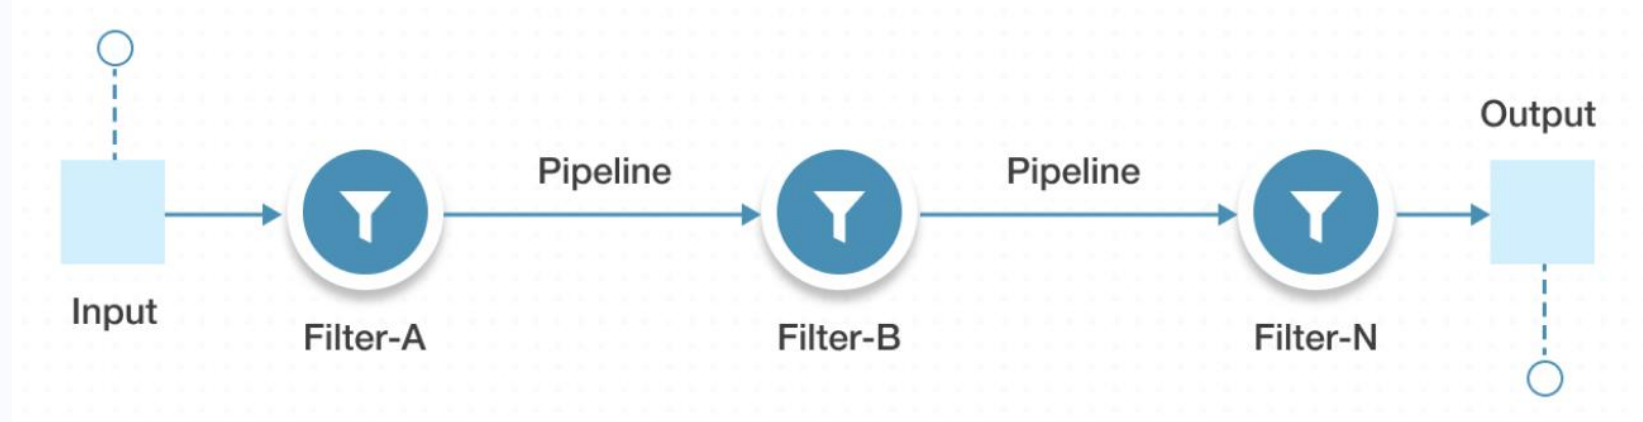 Input
Filter-A
Pipeline
Filter-B
Pipeline
Filter-N
Output